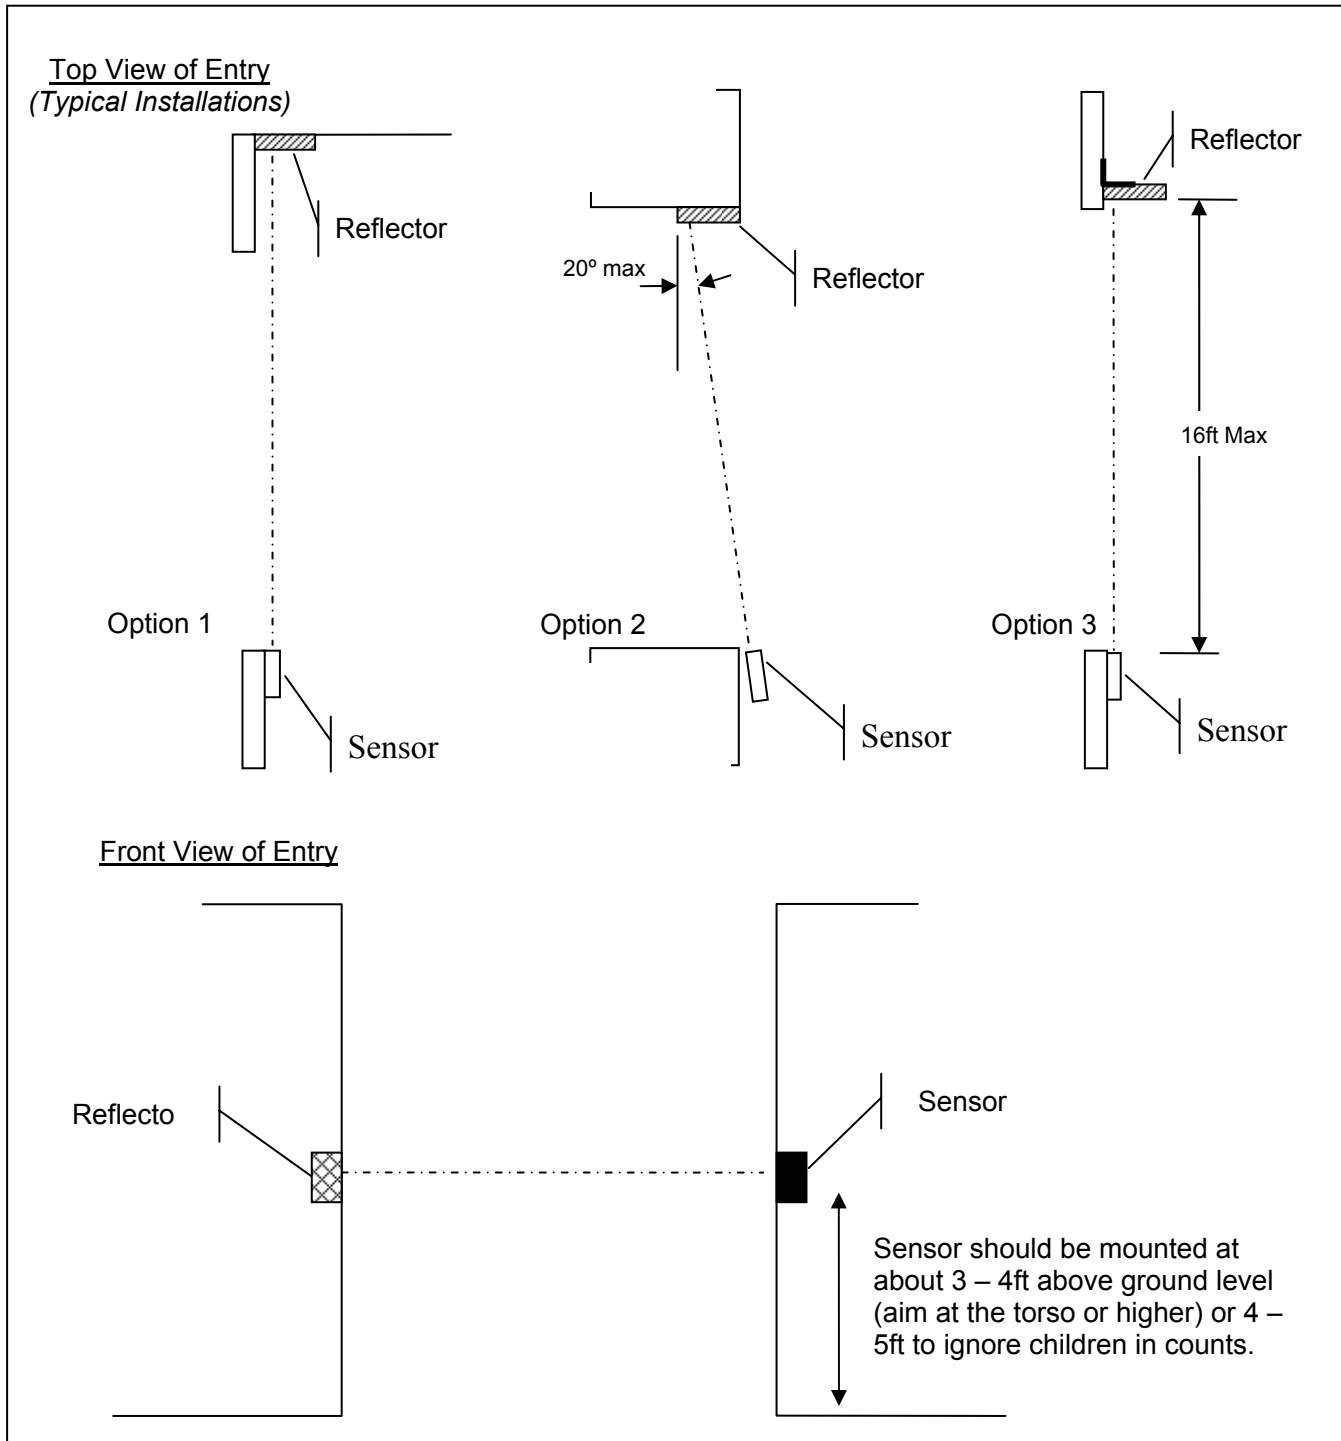 Top View of Entry
(Typical Installations)
Reflector
Reflector
20º max
Reflector
16ft Max
Option 1
Option 2
Option 3
Sensor
Sensor
Sensor
Front View of Entry
Reflecto
Sensor
Sensor should be mounted at
about 3 – 4ft above ground level
(aim at the torso or higher) or 4 –
5ft to ignore children in counts.